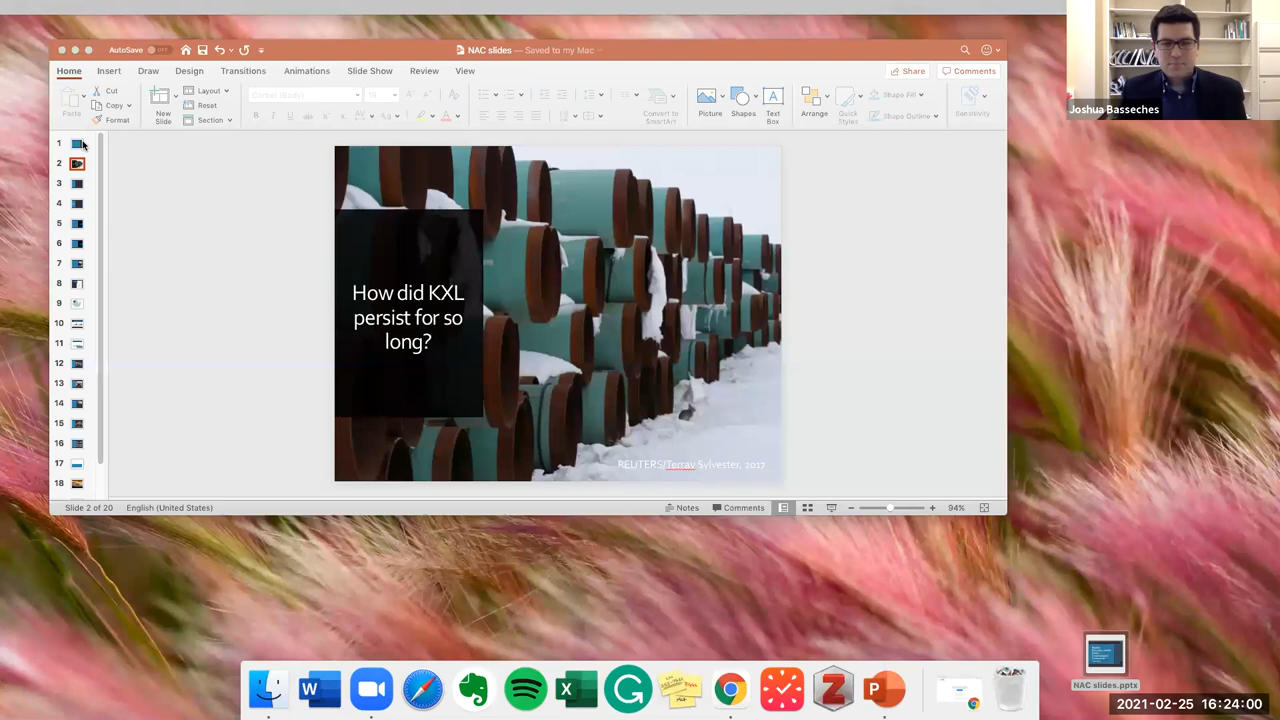 AutoSave
OFF
NAC slides — Saved to my Mac
Home
Insert
Draw
Design
Transitions
Animations
Slide Show
Review
View
Share
Comments
Paste
Cut
Copy
Format
New
Slide
Layout
Reset
Section
Corbel (Body)
Convert to
SmartArt
Picture
Shapes
Text
Box
Arrange
Quick
Styles
Shape Fill
Shape Outline
Sensitivity
Joshua Basseches
1
2
3
4
5
6
7
8
9
10
11
12
13
14
15
16
17
18
How did KXL
persist for so
long?
REUTERS/Terray Sylvester, 2017
Slide 2 of 20
English (United States)
Notes
Comments
94%
NAC slides.pptx
2021-02-25 16:24:00